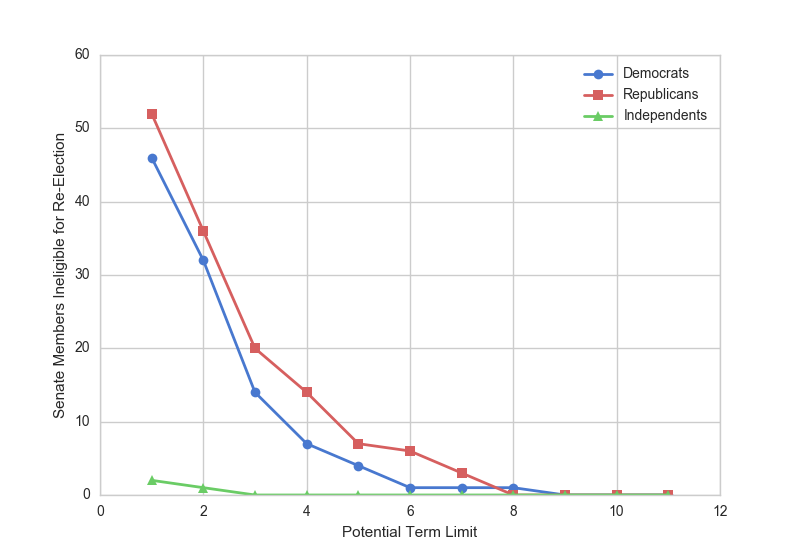 60
50
40
30
20
10
0
0 2 4 6 8 10 12
Senate Members Ineligible for Re-Election
Potential Term Limit
Democrats
Republicans
Independents